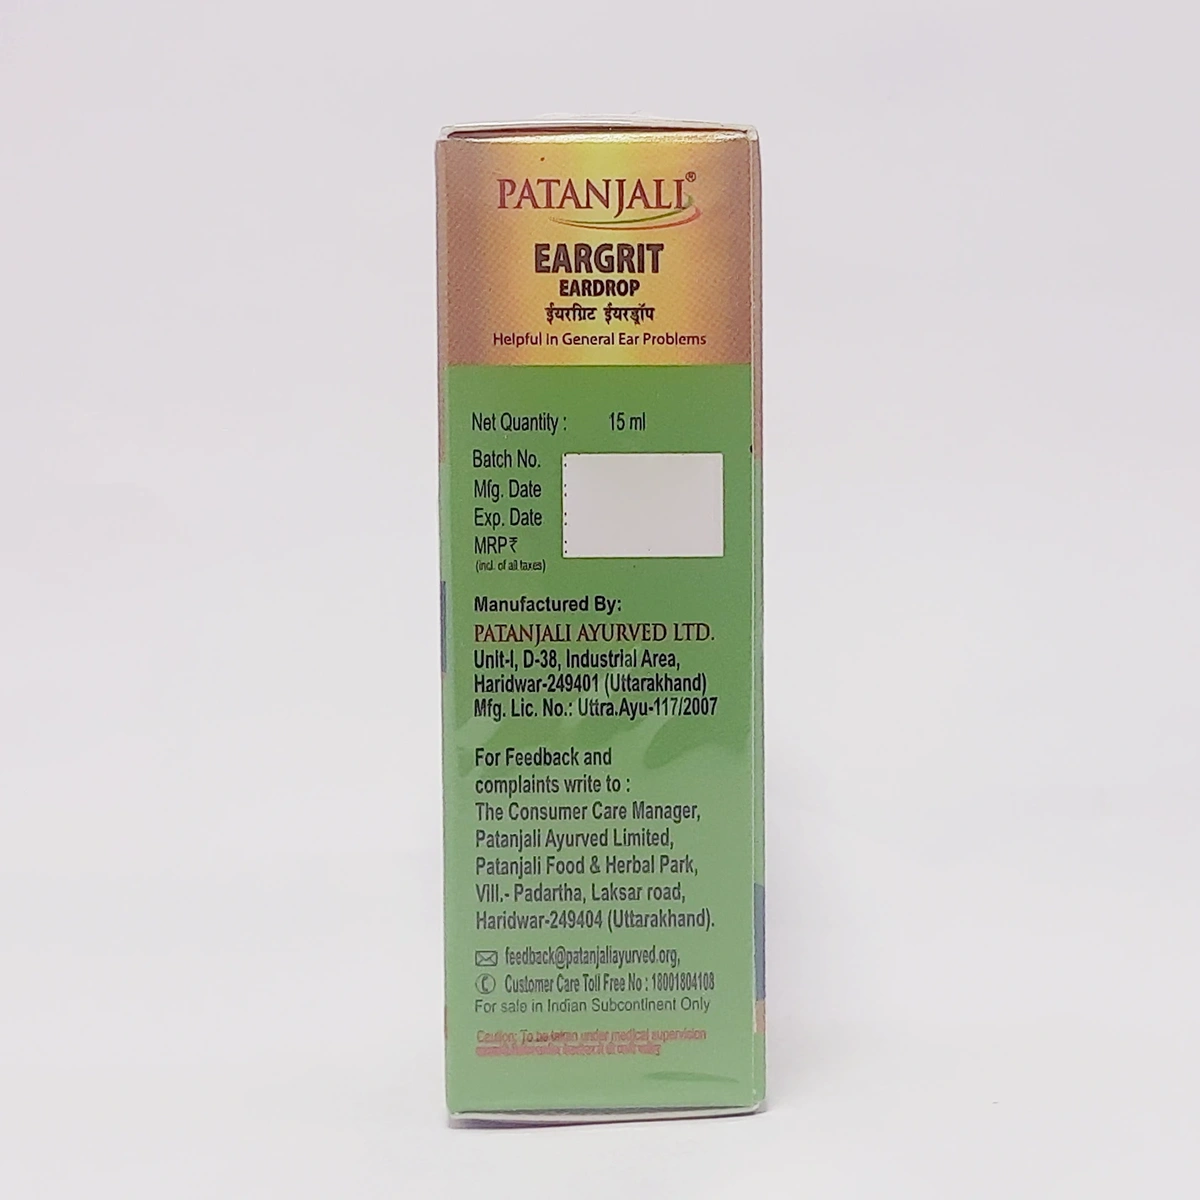 PATANJALI®
EARGRIT
EARDROP
ईयरग्रिट ईयरड्रॉप
Helpful in General Ear Problems
Net Quantity : 15 ml
Batch No. :
Mfg. Date :
Exp. Date :
MRP₹ :
(incl. of all taxes)
Manufactured By:
PATANJALI AYURVED LTD.
Unit-I, D-38, Industrial Area,
Haridwar-249401 (Uttarakhand)
Mfg. Lic. No.: Uttra.Ayu-117/2007
For Feedback and
complaints write to :
The Consumer Care Manager,
Patanjali Ayurved Limited,
Patanjali Food & Herbal Park,
Vill.- Padartha, Laksar road,
Haridwar-249404 (Uttarakhand).
feedback@patanjaliayurved.org,
Customer Care Toll Free No : 18001804108
For sale in Indian Subcontinent Only
Caution: To be taken under medical supervision